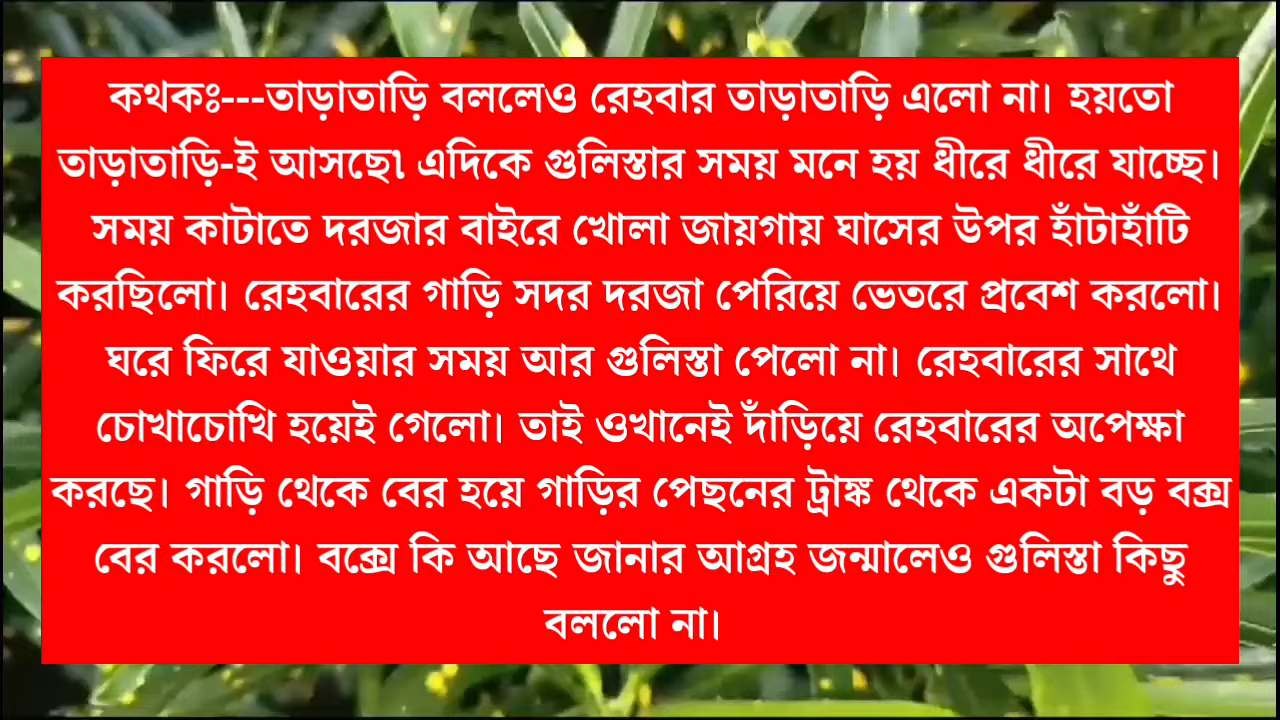 কথকঃ---তাড়াতাড়ি বললেও রেহবার তাড়াতাড়ি এলো না। হয়তো
তাড়াতাড়ি-ই আসছে৷ এদিকে গুলিস্তার সময় মনে হয় ধীরে ধীরে যাচ্ছে।
সময় কাটাতে দরজার বাইরে খোলা জায়গায় ঘাসের উপর হাঁটাহাঁটি
করছিলো। রেহবারের গাড়ি সদর দরজা পেরিয়ে ভেতরে প্রবেশ করলো।
ঘরে ফিরে যাওয়ার সময় আর গুলিস্তা পেলো না। রেহবারের সাথে
চোখাচোখি হয়েই গেলো। তাই ওখানেই দাঁড়িয়ে রেহবারের অপেক্ষা
করছে। গাড়ি থেকে বের হয়ে গাড়ির পেছনের ট্রাঙ্ক থেকে একটা বড় বক্স
বের করলো। বক্সে কি আছে জানার আগ্রহ জন্মালেও গুলিস্তা কিছু
বললো না।